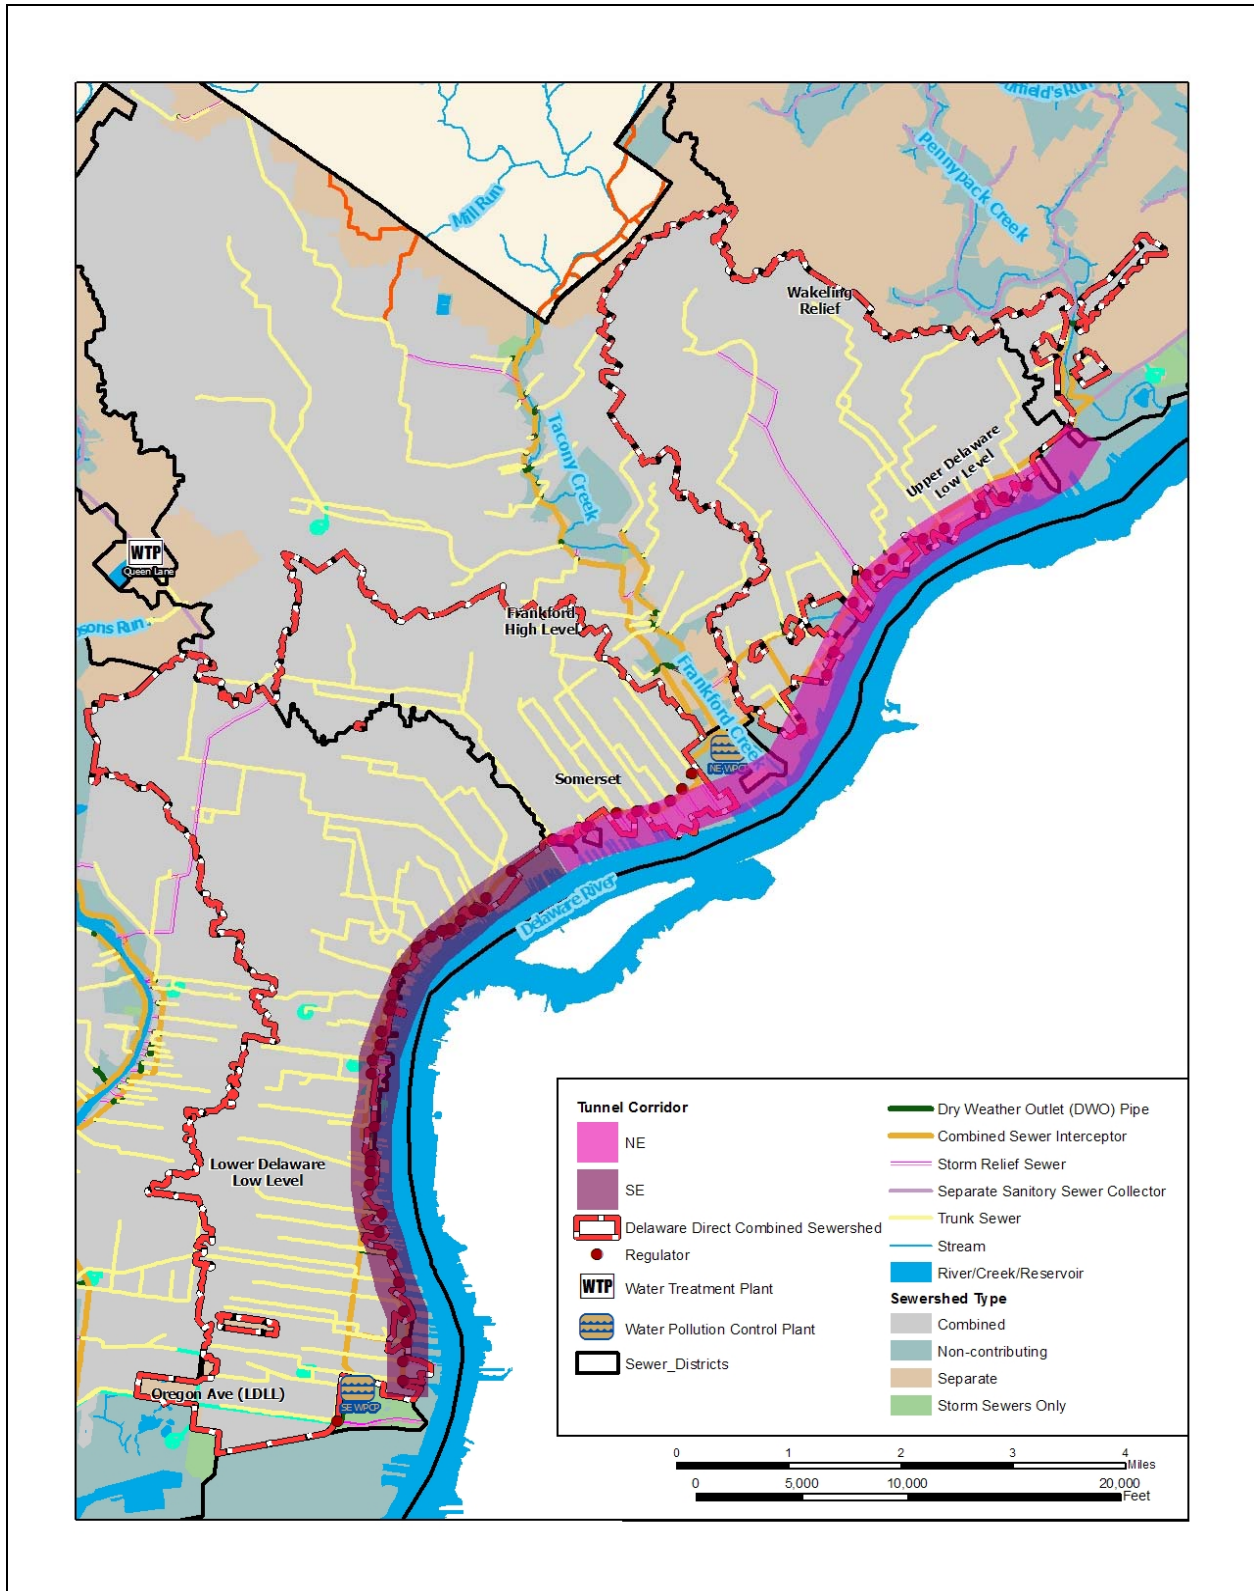 Mill Run
Pennypack Creek
Wakeling
Relief
Tacony Creek
Upper Delaware
Low Level
WTP
Queen Lane
Frankford
High Level
Frankford Creek
NE WPCP
Somerset
Delaware River
Lower Delaware
Low Level
Oregon Ave (LDLL)
SE WPCP
Tunnel Corridor
NE
SE
Delaware Direct Combined Sewershed
Regulator
WTP
Water Treatment Plant
Water Pollution Control Plant
Sewer_Districts
Dry Weather Outlet (DWO) Pipe
Combined Sewer Interceptor
Storm Relief Sewer
Separate Sanitory Sewer Collector
Trunk Sewer
Stream
River/Creek/Reservoir
Sewershed Type
Combined
Non-contributing
Separate
Storm Sewers Only
0 1 2 3 4
Miles
0 5,000 10,000 20,000
Feet